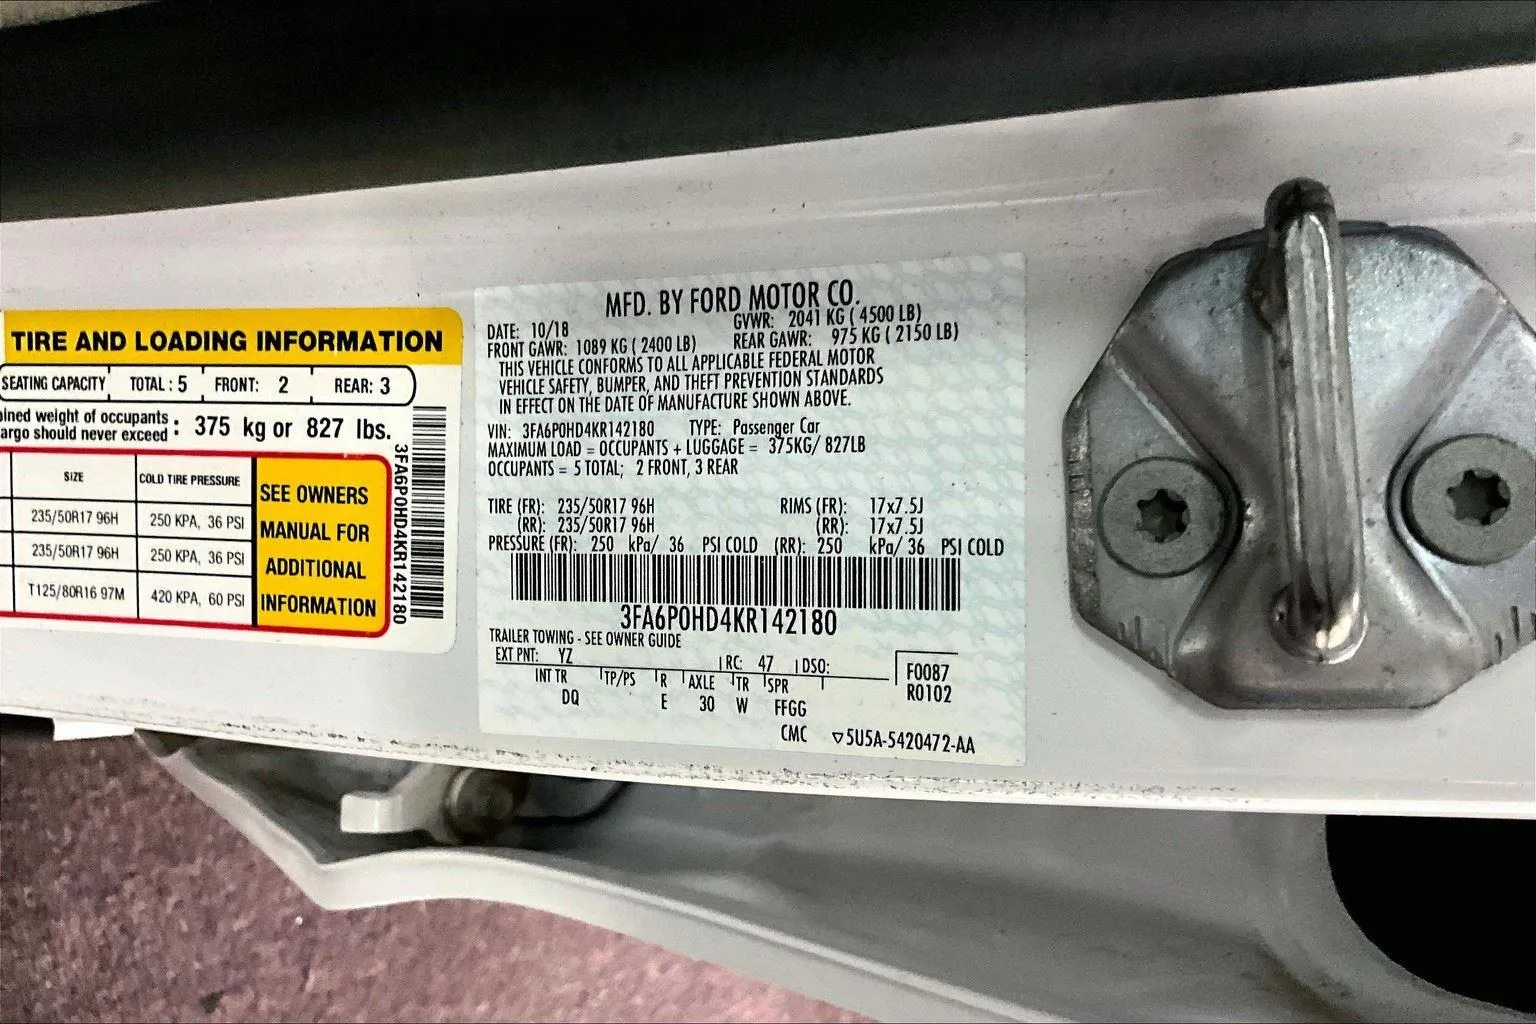 TIRE AND LOADING INFORMATION
SEATING CAPACITY TOTAL : 5 FRONT: 2 REAR: 3
weight of occupants
should never exceed : 375 kg or 827 lbs.
SIZE COLD TIRE PRESSURE
235/50R17 96H 250 KPA, 36 PSI
235/50R17 96H 250 KPA, 36 PSI
T125/80R16 97M 420 KPA, 60 PSI
SEE OWNERS
MANUAL FOR
ADDITIONAL
INFORMATION
3FA6P0HD4KR142180
MFD. BY FORD MOTOR CO.
DATE: 10/18 GVWR: 2041 KG ( 4500 LB)
FRONT GAWR: 1089 KG ( 2400 LB) REAR GAWR: 975 KG ( 2150 LB)
THIS VEHICLE CONFORMS TO ALL APPLICABLE FEDERAL MOTOR
VEHICLE SAFETY, BUMPER, AND THEFT PREVENTION STANDARDS
IN EFFECT ON THE DATE OF MANUFACTURE SHOWN ABOVE.
VIN: 3FA6P0HD4KR142180 TYPE: Passenger Car
MAXIMUM LOAD = OCCUPANTS + LUGGAGE = 375KG/ 827LB
OCCUPANTS = 5 TOTAL; 2 FRONT, 3 REAR
TIRE (FR): 235/50R17 96H RIMS (FR): 17x7.5J
(RR): 235/50R17 96H (RR): 17x7.5J
PRESSURE (FR): 250 kPa/ 36 PSI COLD (RR): 250 kPa/ 36 PSI COLD
3FA6P0HD4KR142180
TRAILER TOWING - SEE OWNER GUIDE
EXT PNT: YZ RC: 47 DSO:
INT TR TP/PS R AXLE TR SPR
DQ E 30 W FFGG
F0087
R0102
CMC ▽5U5A-5420472-AA